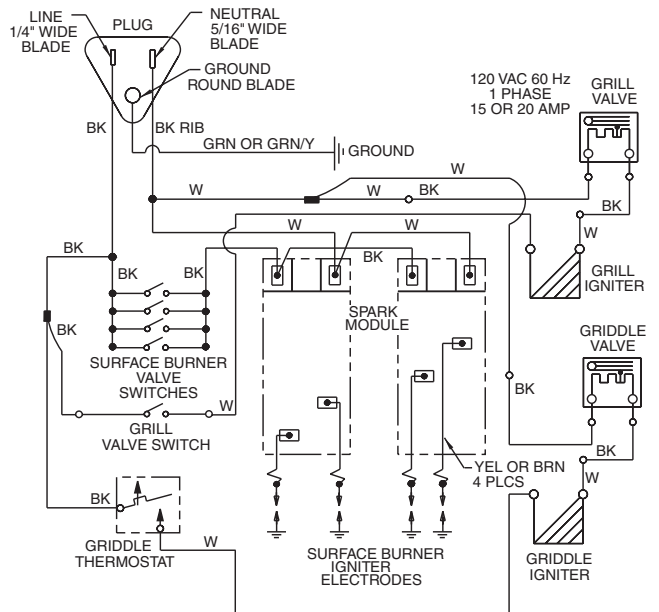 LINE
1/4" WIDE
BLADE
PLUG
NEUTRAL
5/16" WIDE
BLADE
GROUND
ROUND BLADE
120 VAC 60 Hz
1 PHASE
15 OR 20 AMP
GRILL
VALVE
BK
BK RIB
GRN OR GRN/Y
GROUND
W
W
W
BK
BK
W
W
W
BK
BK
BK
BK
W
GRILL
IGNITER
SPARK
MODULE
BK
SURFACE BURNER
VALVE
SWITCHES
GRIDDLE
VALVE
BK
W
GRILL
VALVE SWITCH
BK
W
YEL OR BRN
4 PLCS
BK
GRIDDLE
THERMOSTAT
W
SURFACE BURNER
IGNITER
ELECTRODES
GRIDDLE
IGNITER